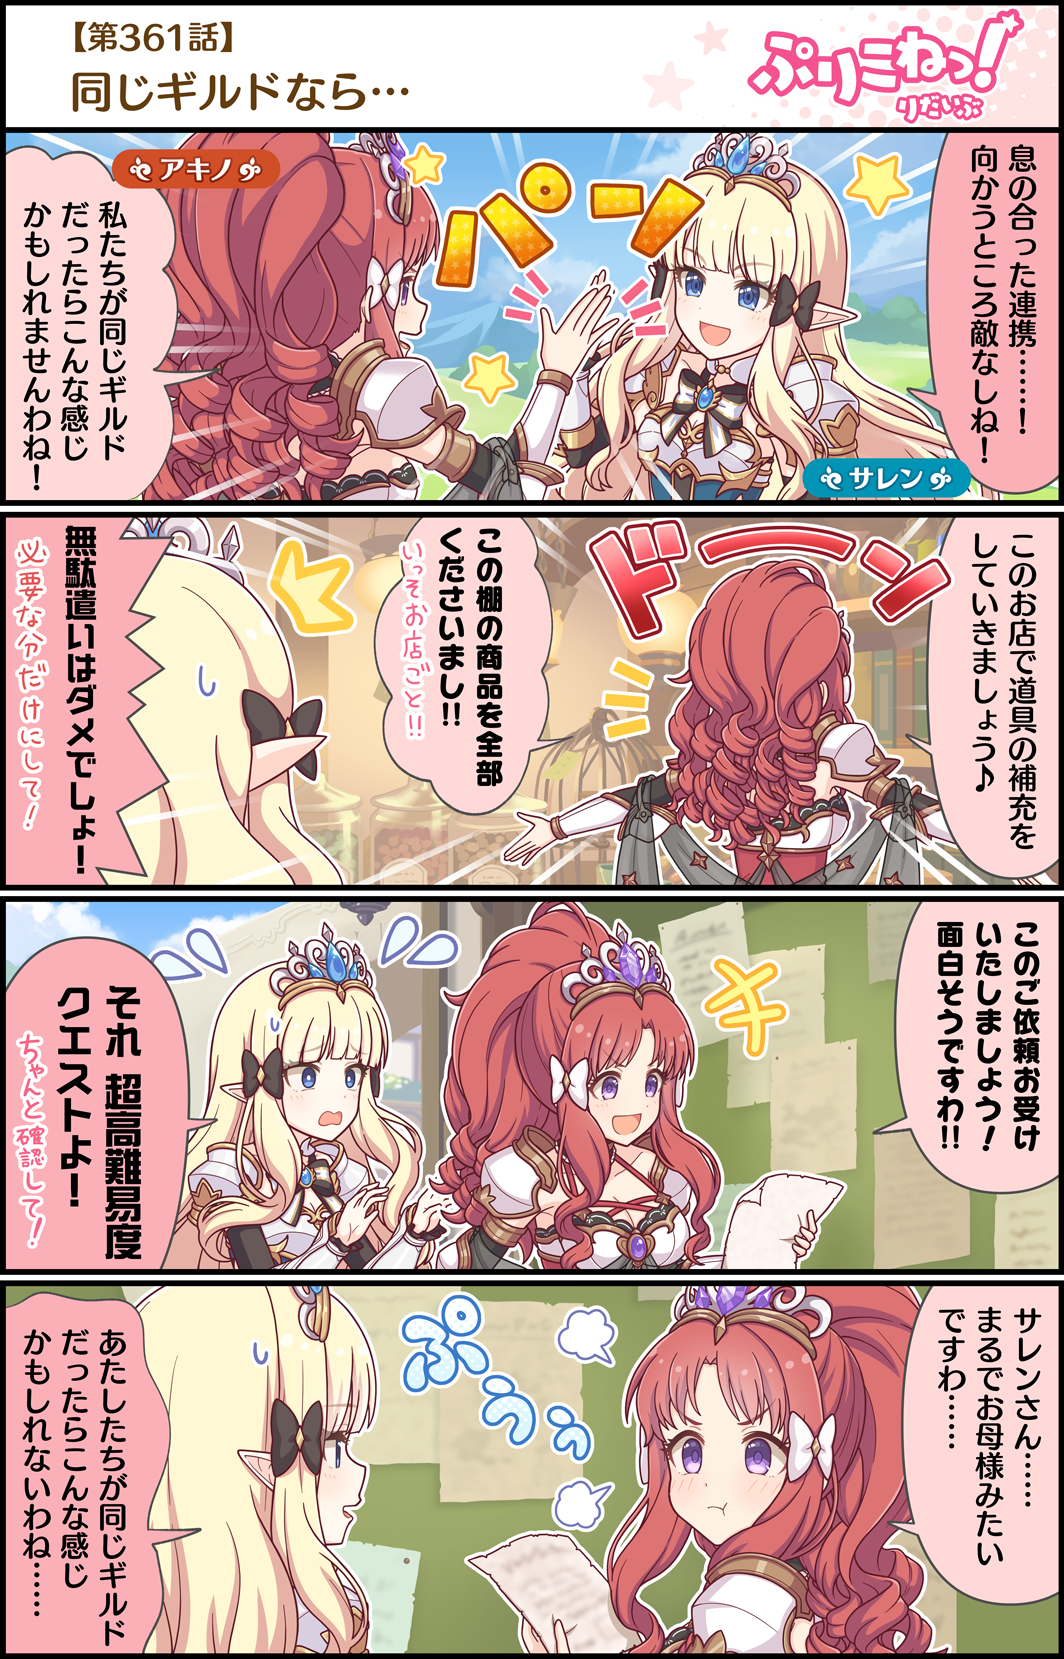 【第361話】
同じギルドなら…
ぷりこねっ!
りだいぶ
息の合った連携……!
向かうところ敵なしね!
パンッ
サレン
アキノ
私たちが同じギルド
だったらこんな感じ
かもしれませんわね!
このお店で道具の補充を
していきましょう♪
ドーーン
この棚の商品を全部
くださいまし!!
いっそお店ごと!!
無駄遣いはダメでしょ!
必要な分だけにして!
このご依頼お受け
いたしましょう!
面白そうですわ!!
それ 超高難易度
クエストよ!
ちゃんと確認して!
サレンさん……
まるでお母様みたい
ですわ……
ぷぅぅ
あたしたちが同じギルド
だったらこんな感じ
かもしれないわね……